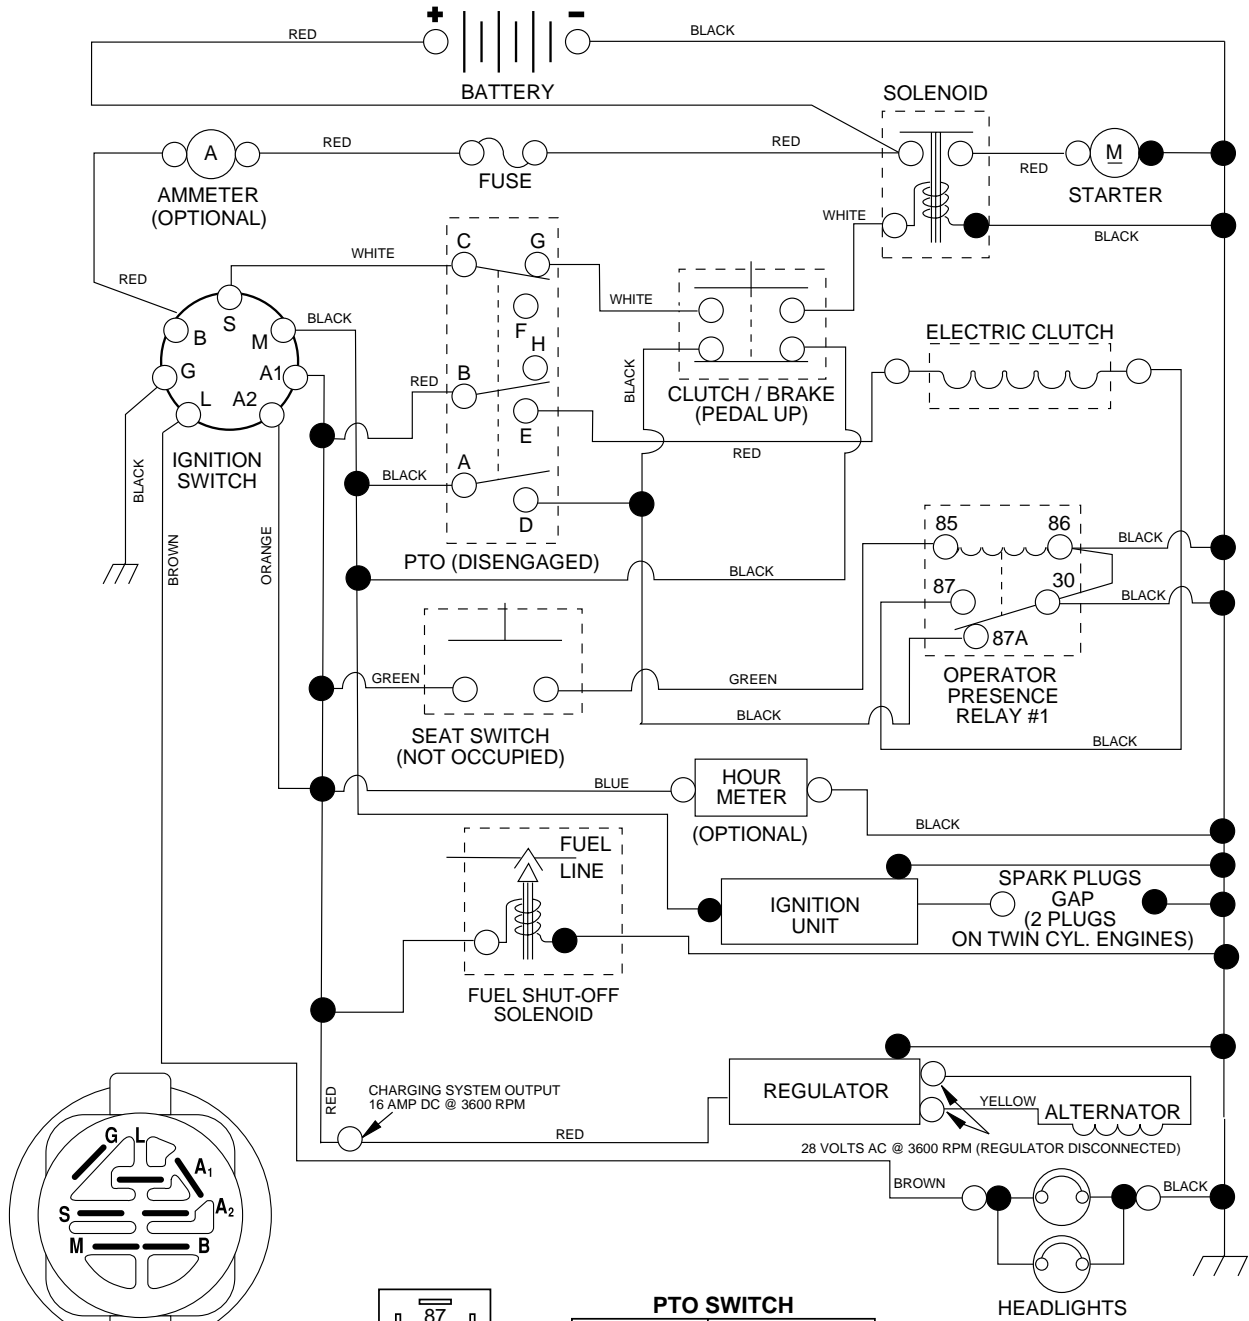 + -
RED
BLACK
BATTERY
SOLENOID
A
RED
RED
RED
M
AMMETER
(OPTIONAL)
FUSE
STARTER
WHITE
BLACK
C G
WHITE
RED
S
BLACK
WHITE
F
B
M
H
ELECTRIC CLUTCH
G
A1
RED
B
BLACK
CLUTCH / BRAKE
(PEDAL UP)
L A2
E
RED
IGNITION
SWITCH
A
BLACK
BLACK
D
85 86
BROWN
ORANGE
BLACK
PTO (DISENGAGED)
BLACK
87 30
BLACK
87A
GREEN
GREEN
OPERATOR
PRESENCE
RELAY #1
BLACK
SEAT SWITCH
(NOT OCCUPIED)
BLACK
BLUE
HOUR
METER
(OPTIONAL)
BLACK
FUEL
LINE
IGNITION
UNIT
SPARK PLUGS
GAP
(2 PLUGS
ON TWIN CYL. ENGINES)
FUEL SHUT-OFF
SOLENOID
RED
CHARGING SYSTEM OUTPUT
16 AMP DC @ 3600 RPM
REGULATOR
YELLOW
ALTERNATOR
RED
28 VOLTS AC @ 3600 RPM (REGULATOR DISCONNECTED)
G L
A1
BROWN
BLACK
S
A2
M B
HEADLIGHTS
87
PTO SWITCH